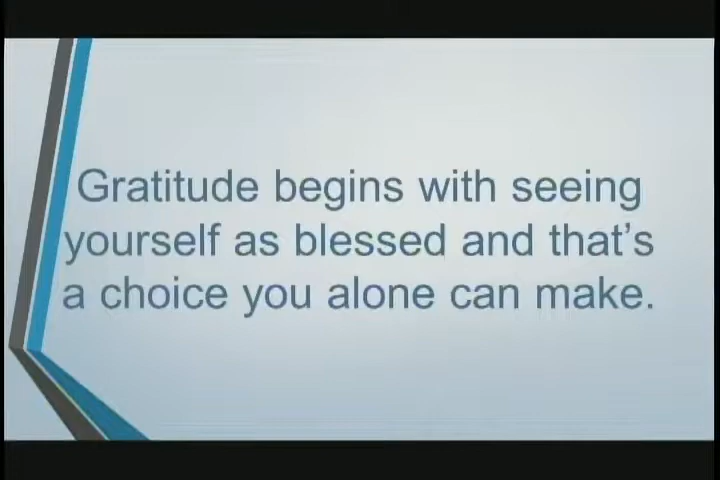 Gratitude begins with seeing
yourself as blessed and that’s
a choice you alone can make.